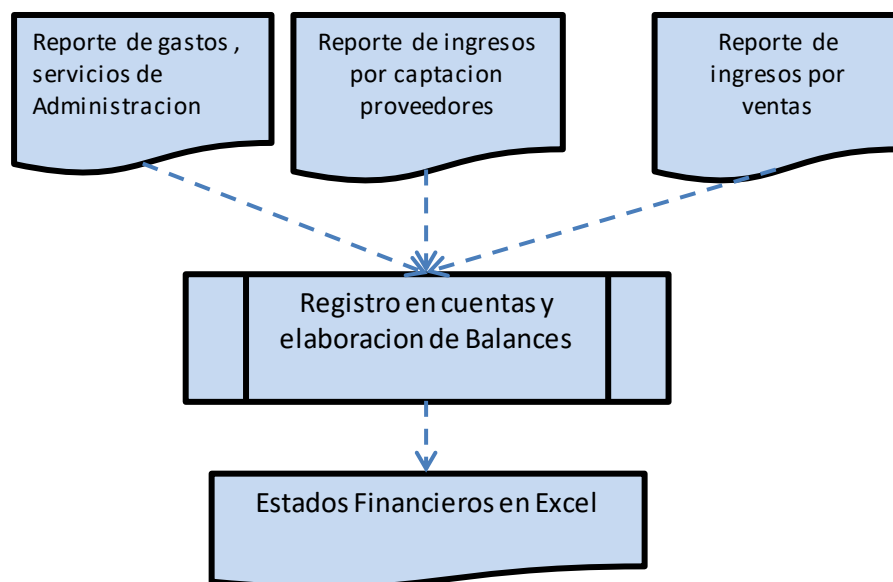 Reporte de gastos ,
servicios de
Administracion
Reporte de ingresos
por captacion
proveedores
Reporte de
ingresos por
ventas
Registro en cuentas y
elaboracion de Balances
Estados Financieros en Excel